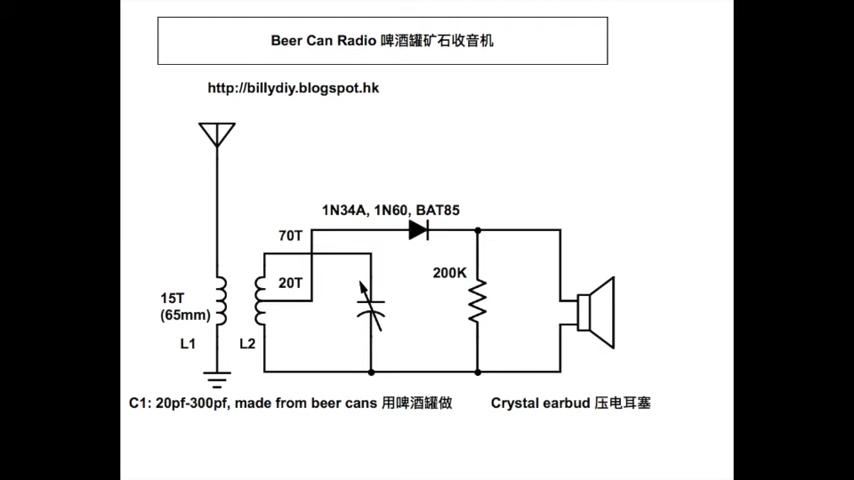 Beer Can Radio 啤酒罐矿石收音机
http://billydiy.blogspot.hk
1N34A, 1N60, BAT85
70T
20T
200K
15T
(65mm)
L1
L2
C1: 20pf-300pf, made from beer cans 用啤酒罐做
Crystal earbud 压电耳塞